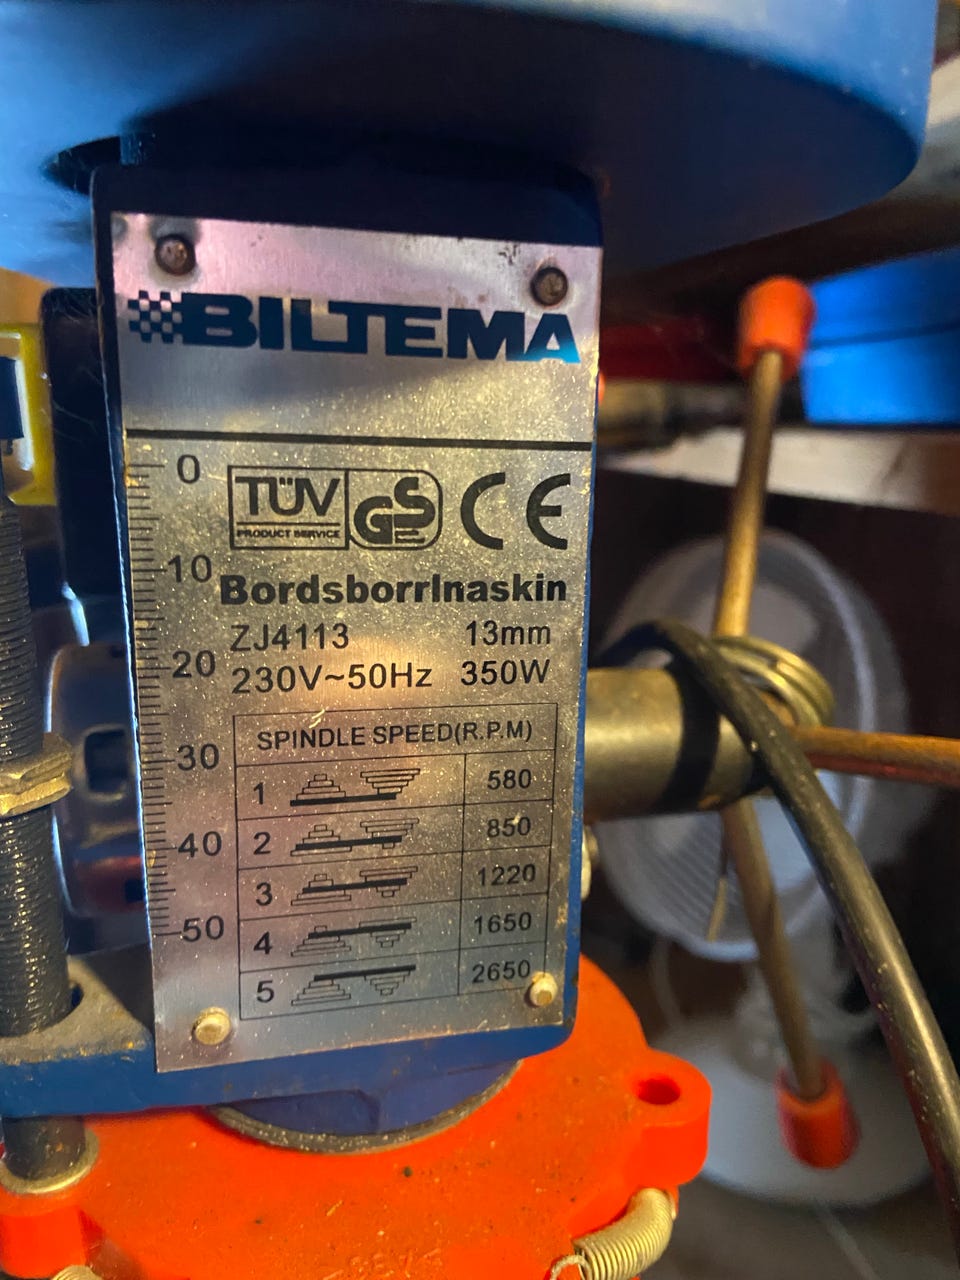 BILTEMA
0
TÜV GS CE
PRODUCT SERVICE
10
Bordsborrlnaskin
ZJ4113 13mm
20
230V~50Hz 350W
SPINDLE SPEED(R.P.M)
30
1 580
2 850
40
3 1220
4 1650
50
5 2650